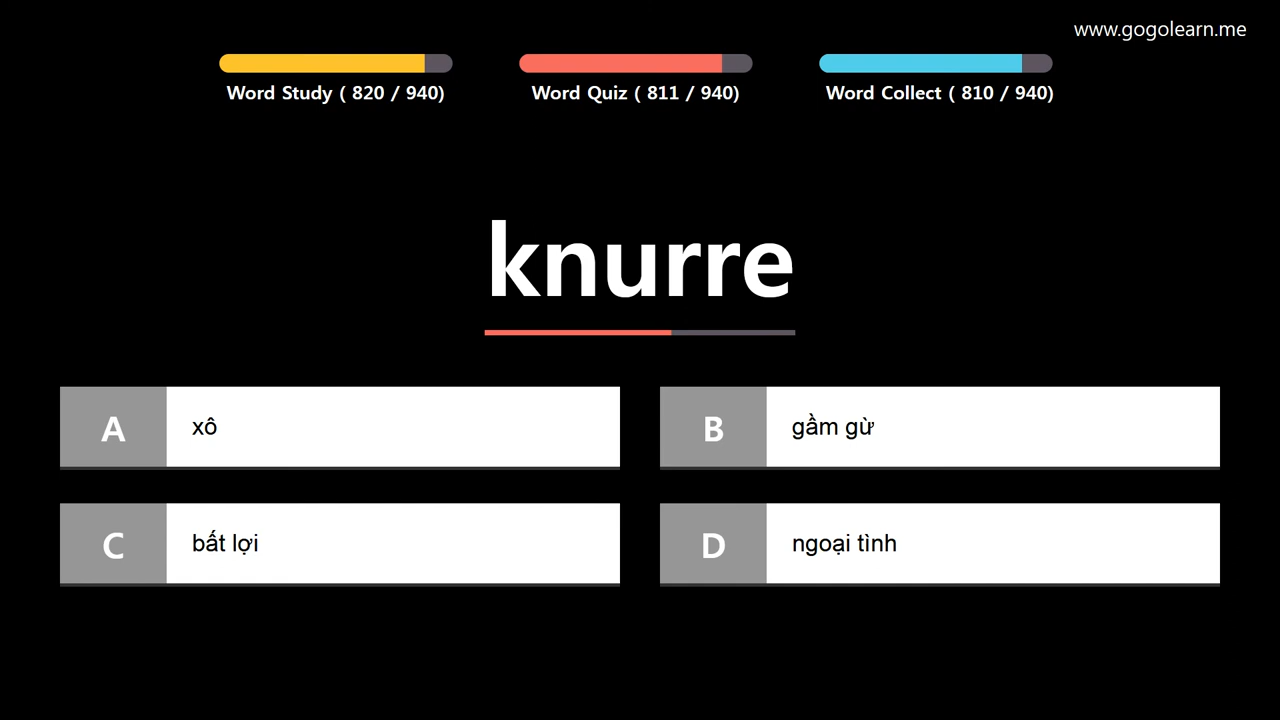 www.gogolearn.me
Word Study ( 820 / 940)
Word Quiz ( 811 / 940)
Word Collect ( 810 / 940)
knurre
A
xô
B
gầm gừ
C
bất lợi
D
ngoại tình